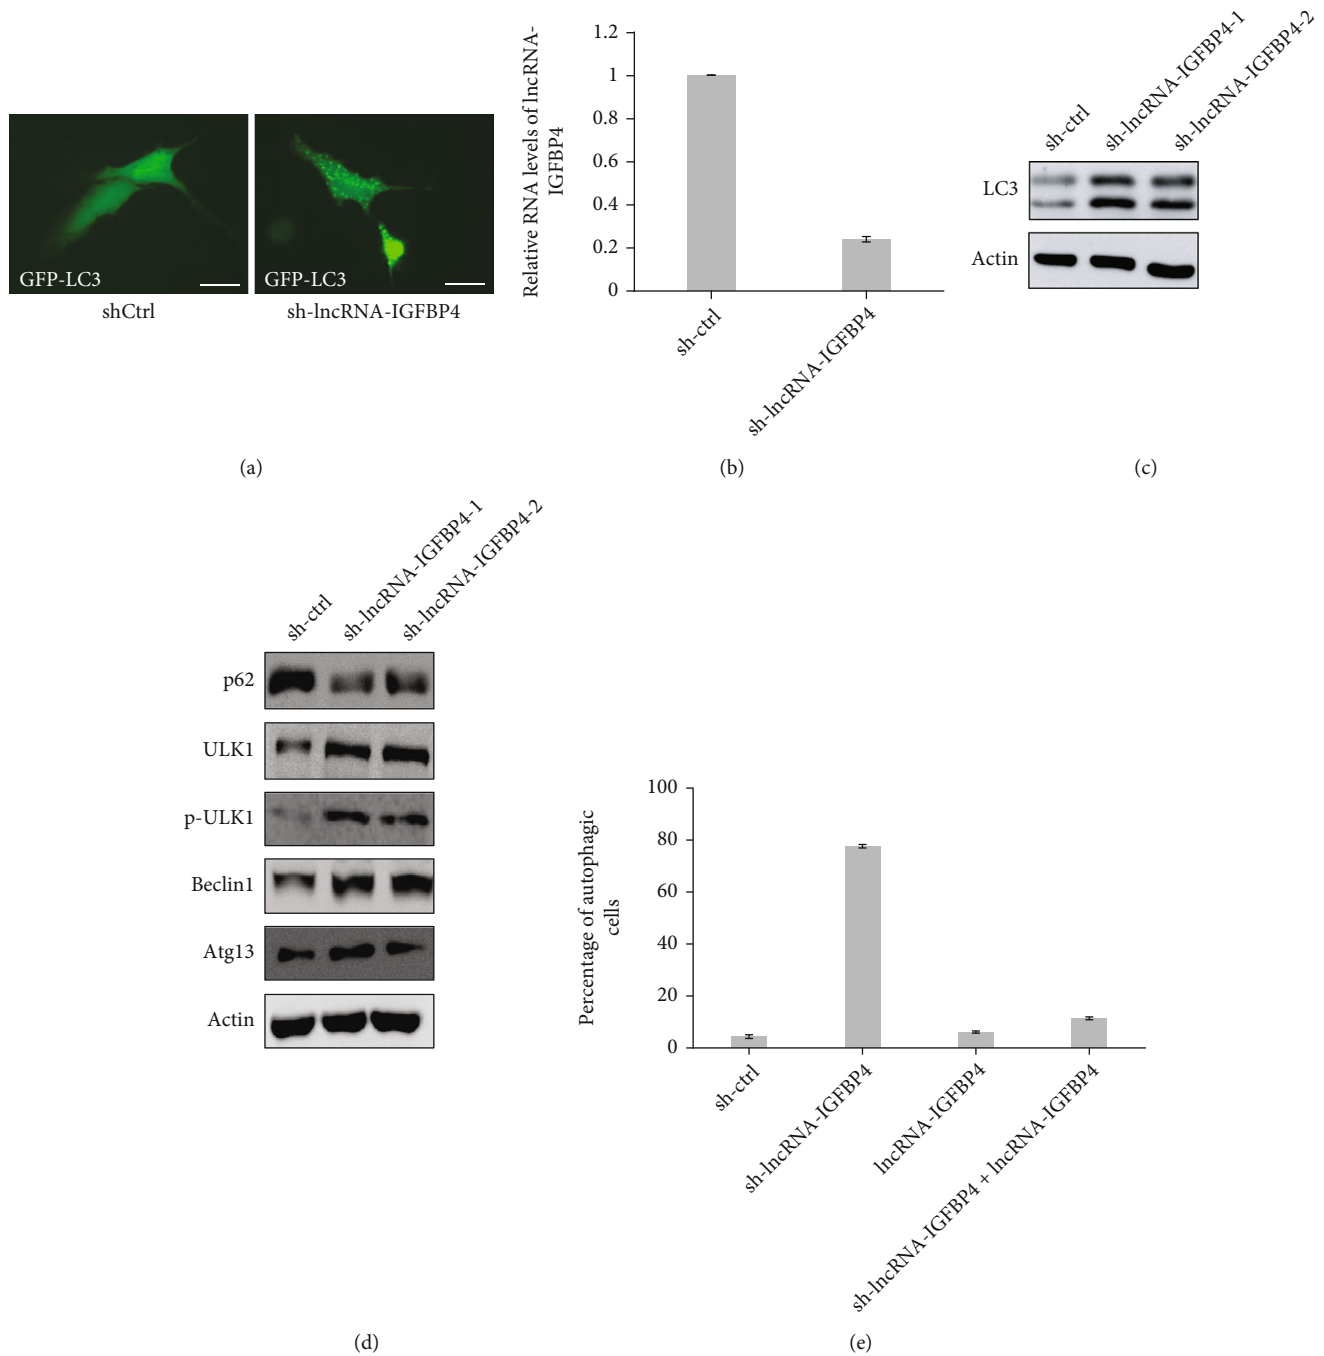 GFP-LC3
shCtrl
GFP-LC3
sh-lncRNA-IGFBP4
(a)
Relative RNA levels of lncRNA-
IGFBP4
1.2
1
0.8
0.6
0.4
0.2
0
sh-ctrl
sh-lncRNA-IGFBP4
(b)
sh-ctrl
sh-lncRNA-IGFBP4-1
sh-lncRNA-IGFBP4-2
LC3
Actin
(c)
sh-ctrl
sh-lncRNA-IGFBP4-1
sh-lncRNA-IGFBP4-2
p62
ULK1
p-ULK1
Beclin1
Atg13
Actin
(d)
Percentage of autophagic
cells
100
80
60
40
20
0
sh-ctrl
sh-lncRNA-IGFBP4
lncRNA-IGFBP4
sh-lncRNA-IGFBP4 + lncRNA-IGFBP4
(e)